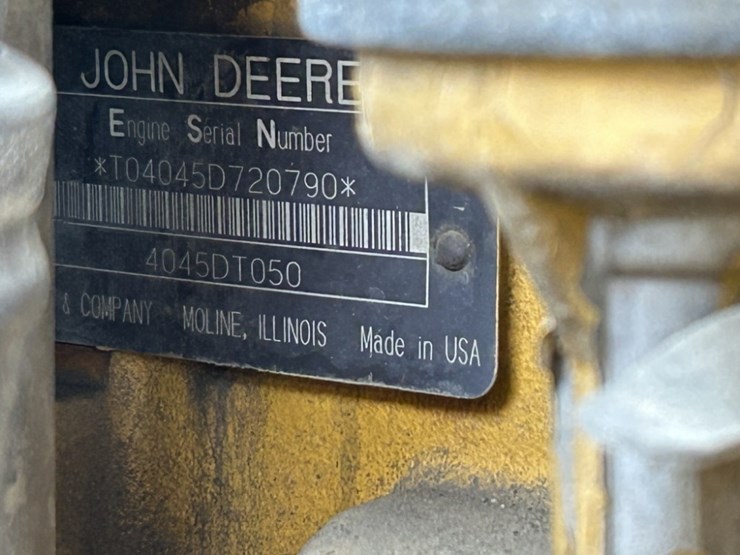 JOHN DEERE
Engine Serial Number
*T04045D720790*
4045DT050
& COMPANY MOLINE, ILLINOIS Made in USA